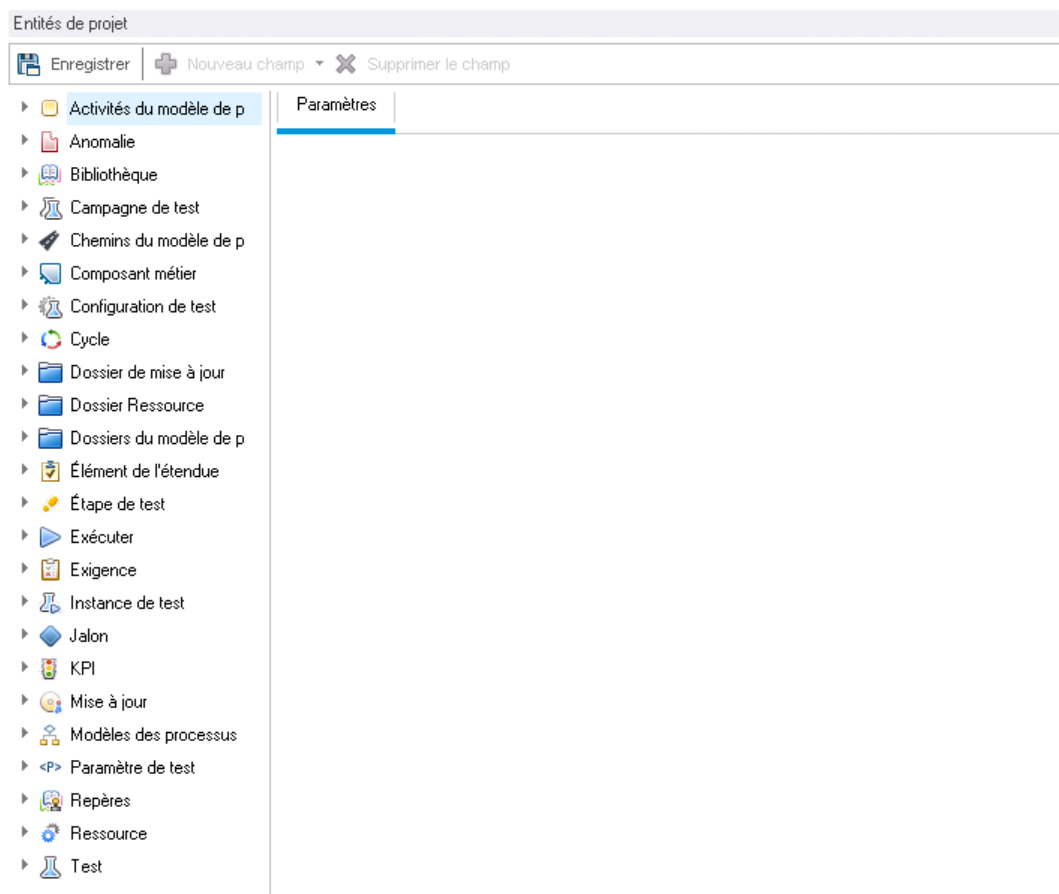 Entités de projet
Enregistrer Nouveau champ Supprimer le champ
Paramètres
Activités du modèle de p
Anomalie
Bibliothèque
Campagne de test
Chemins du modèle de p
Composant métier
Configuration de test
Cycle
Dossier de mise à jour
Dossier Ressource
Dossiers du modèle de p
Élément de l'étendue
Étape de test
Exécuter
Exigence
Instance de test
Jalon
KPI
Mise à jour
Modèles des processus
<P> Paramètre de test
Repères
Ressource
Test